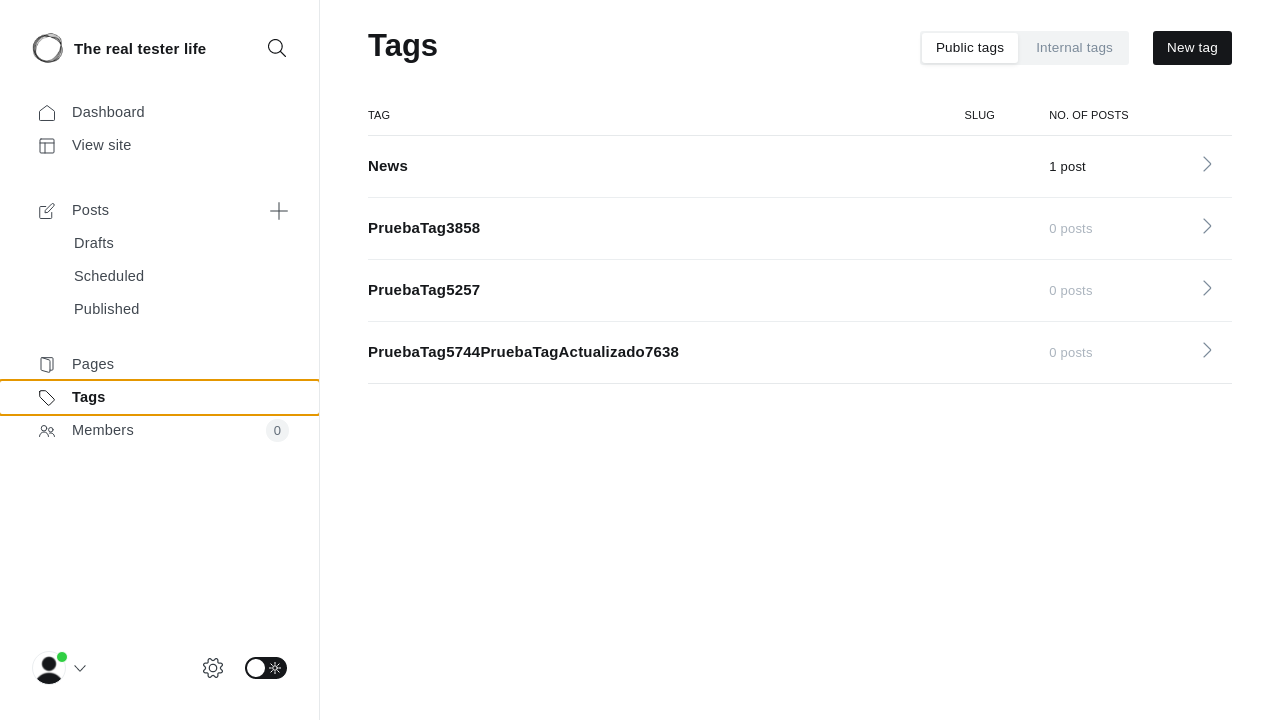 The real tester life
Dashboard
View site
Posts
Drafts
Scheduled
Published
Pages
Tags
Members
0
Tags
Public tags
Internal tags
New tag
TAG SLUG NO. OF POSTS
News 1 post
PruebaTag3858 0 posts
PruebaTag5257 0 posts
PruebaTag5744PruebaTagActualizado7638 0 posts